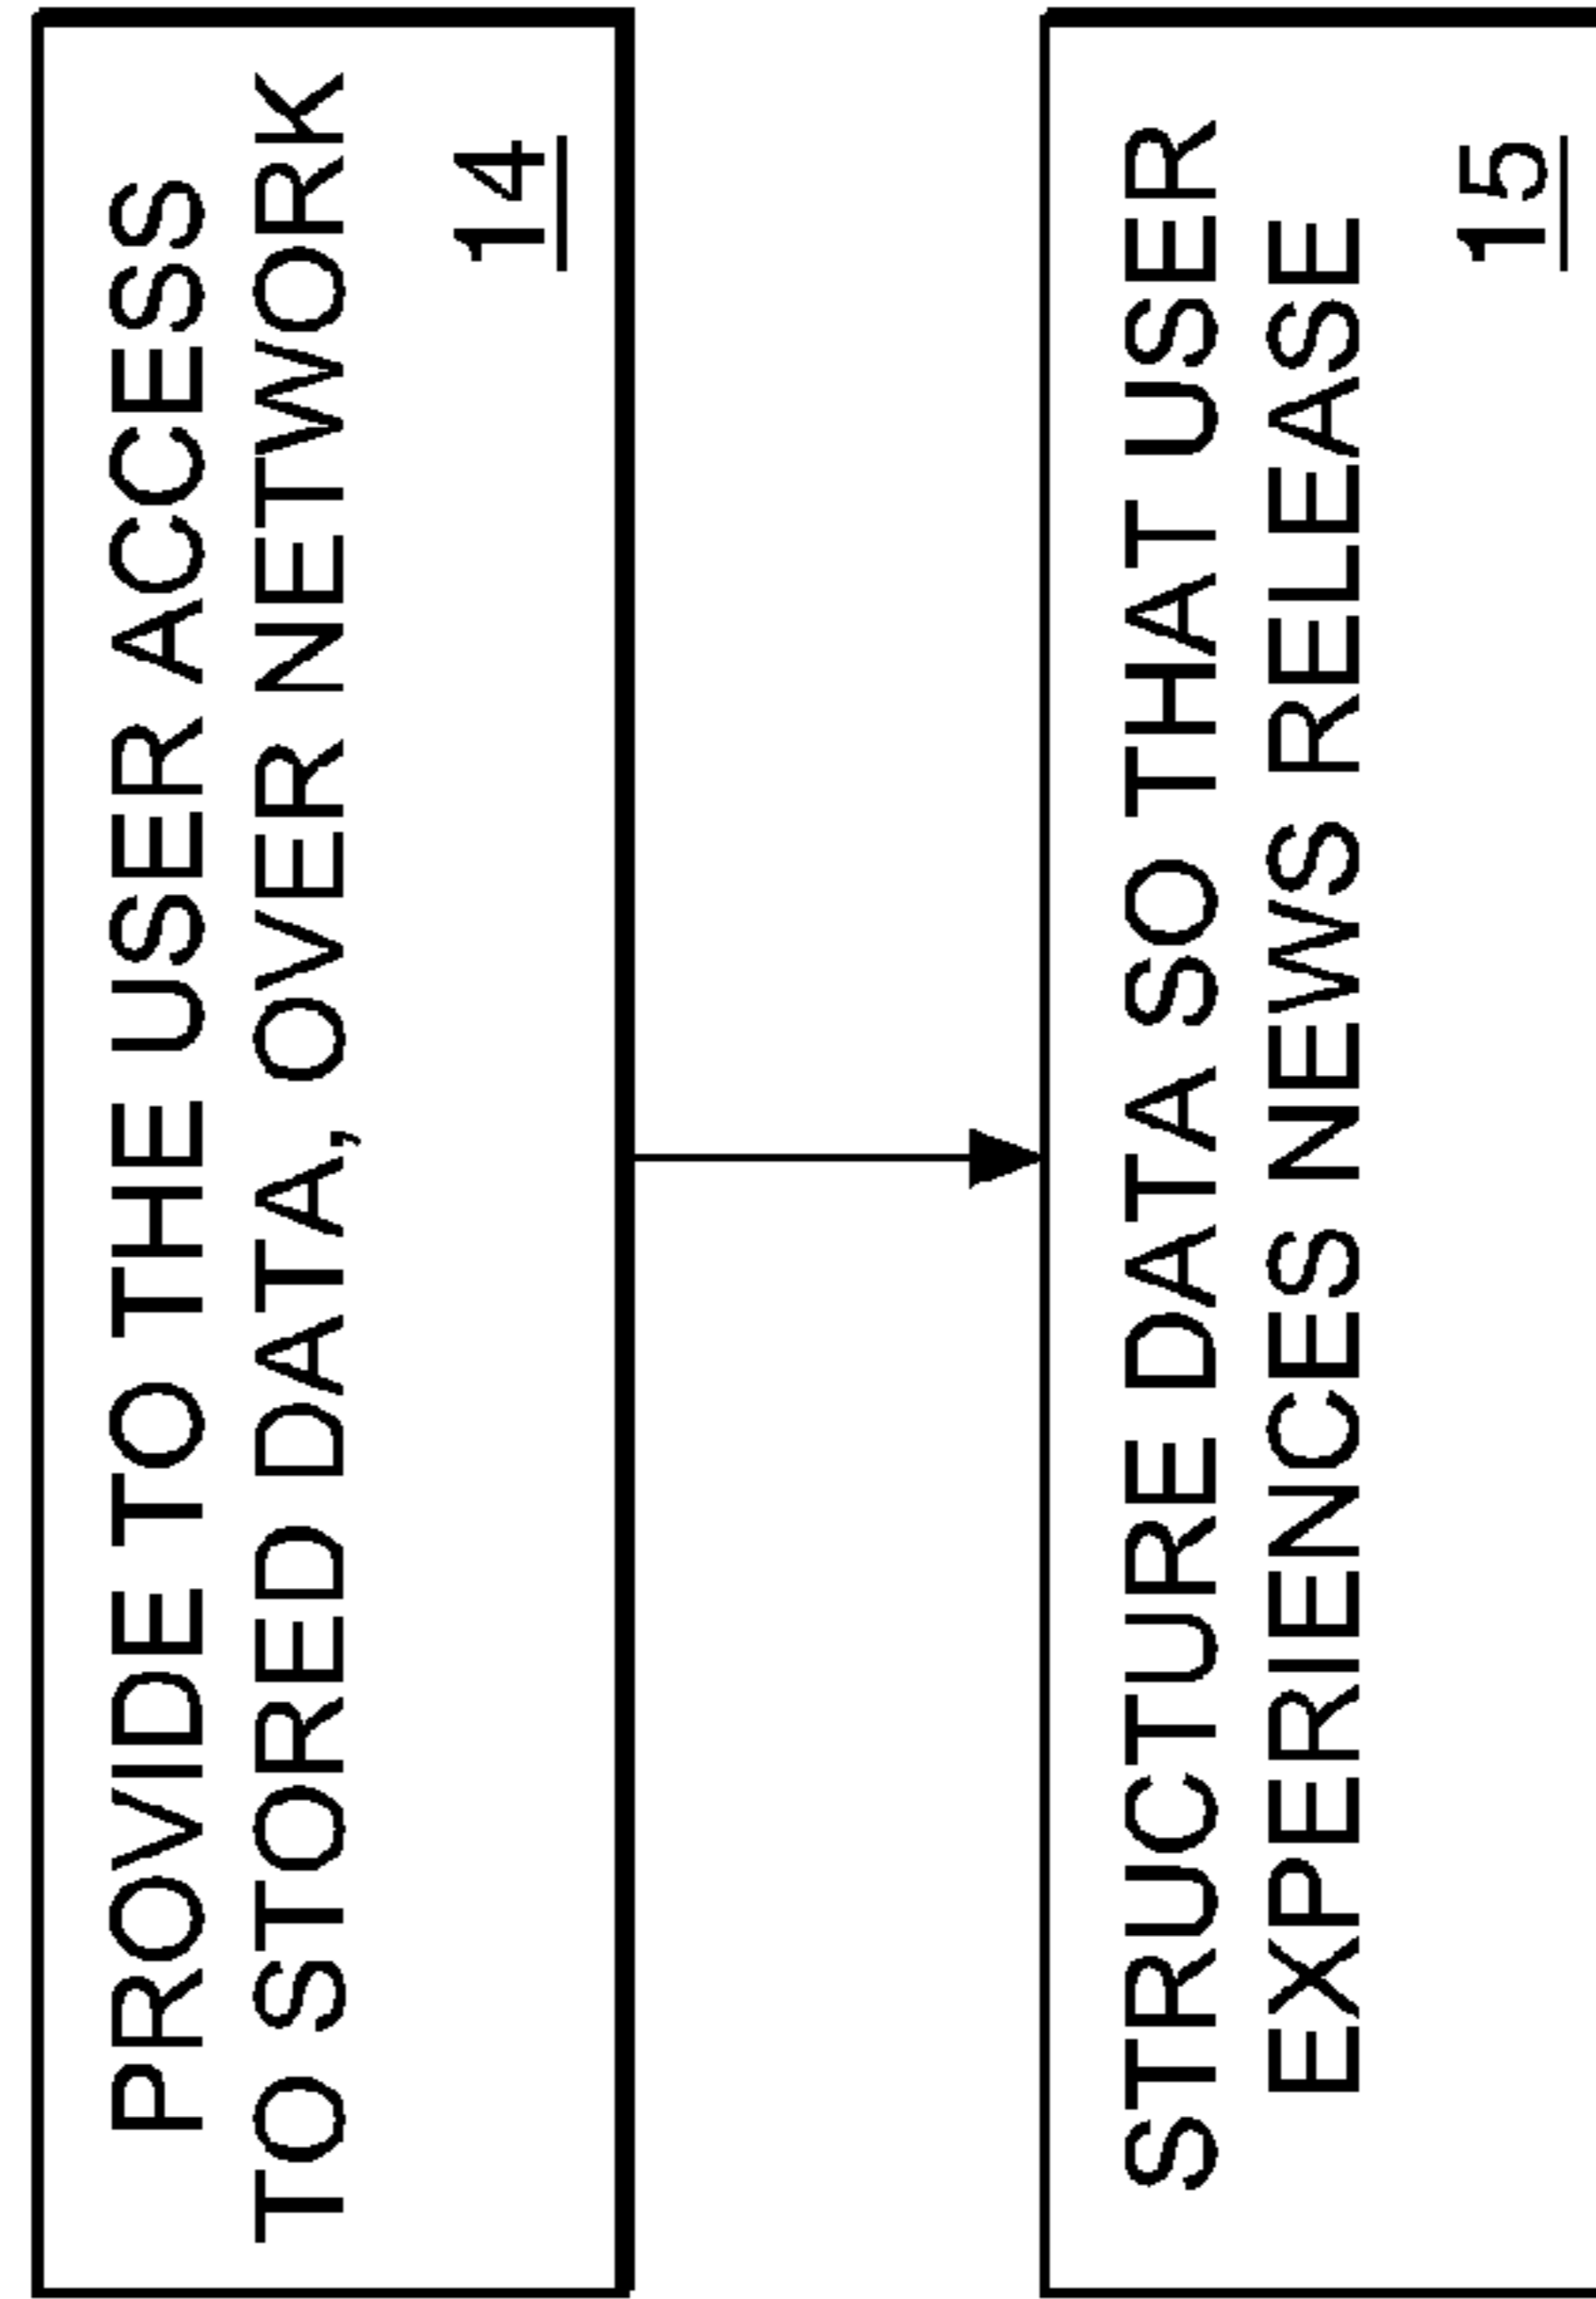 PROVIDE TO THE USER ACCESS
TO STORED DATA, OVER NETWORK
14
STRUCTURE DATA SO THAT USER
EXPERIENCES NEWS RELEASE
15